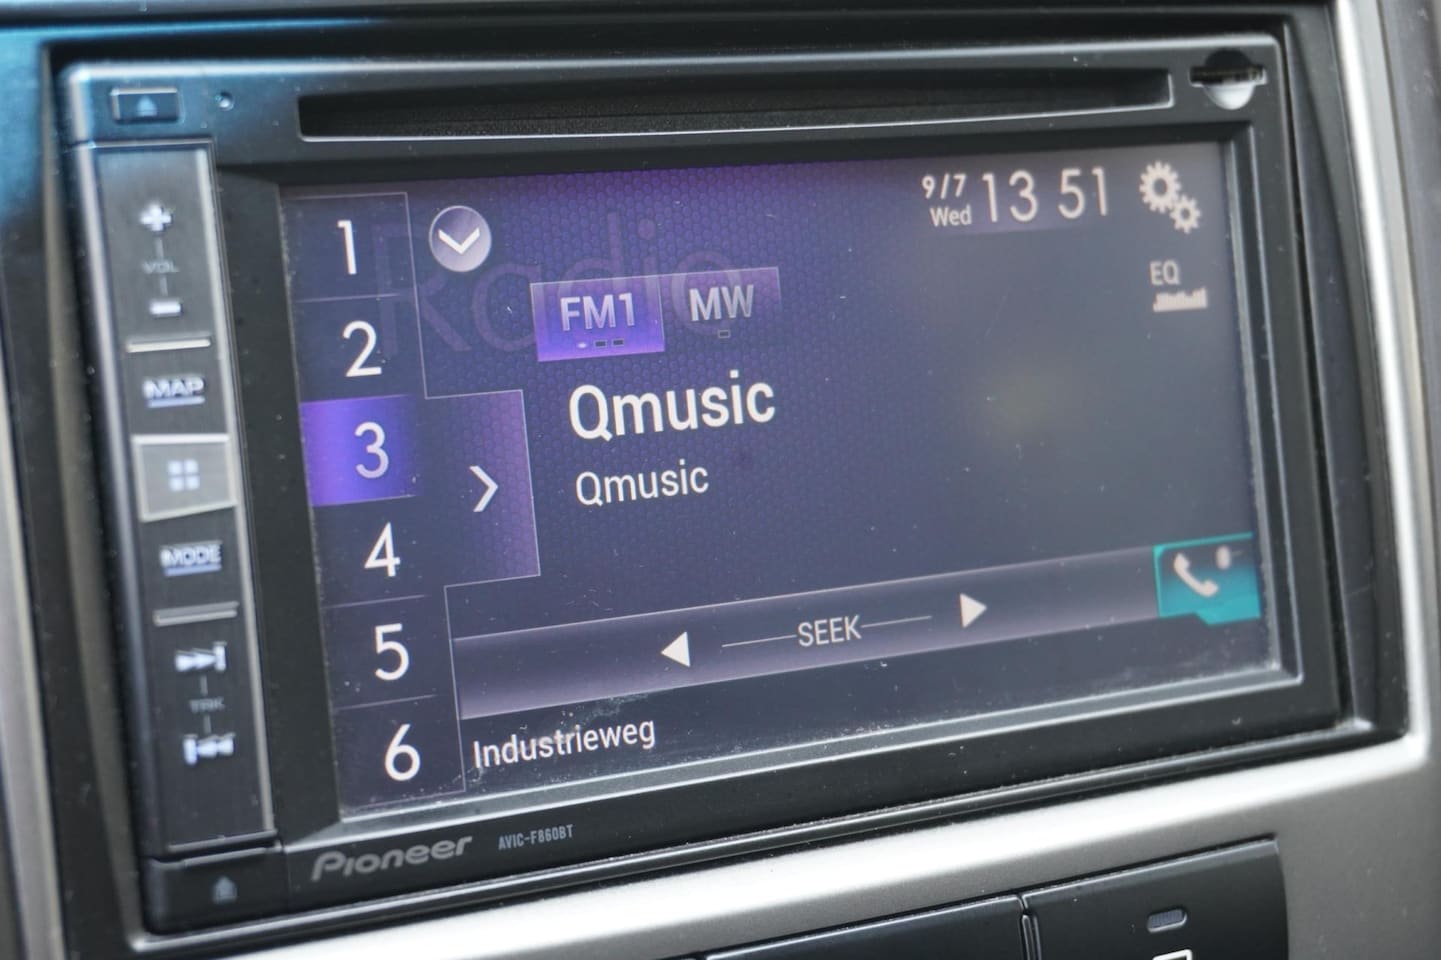 9/7
Wed
13 51
Radio
1
2
3
4
5
6
FM1
MW
EQ
Qmusic
Qmusic
SEEK
Industrieweg
VOL
MAP
MODE
TRK
Pioneer AVIC-F860BT